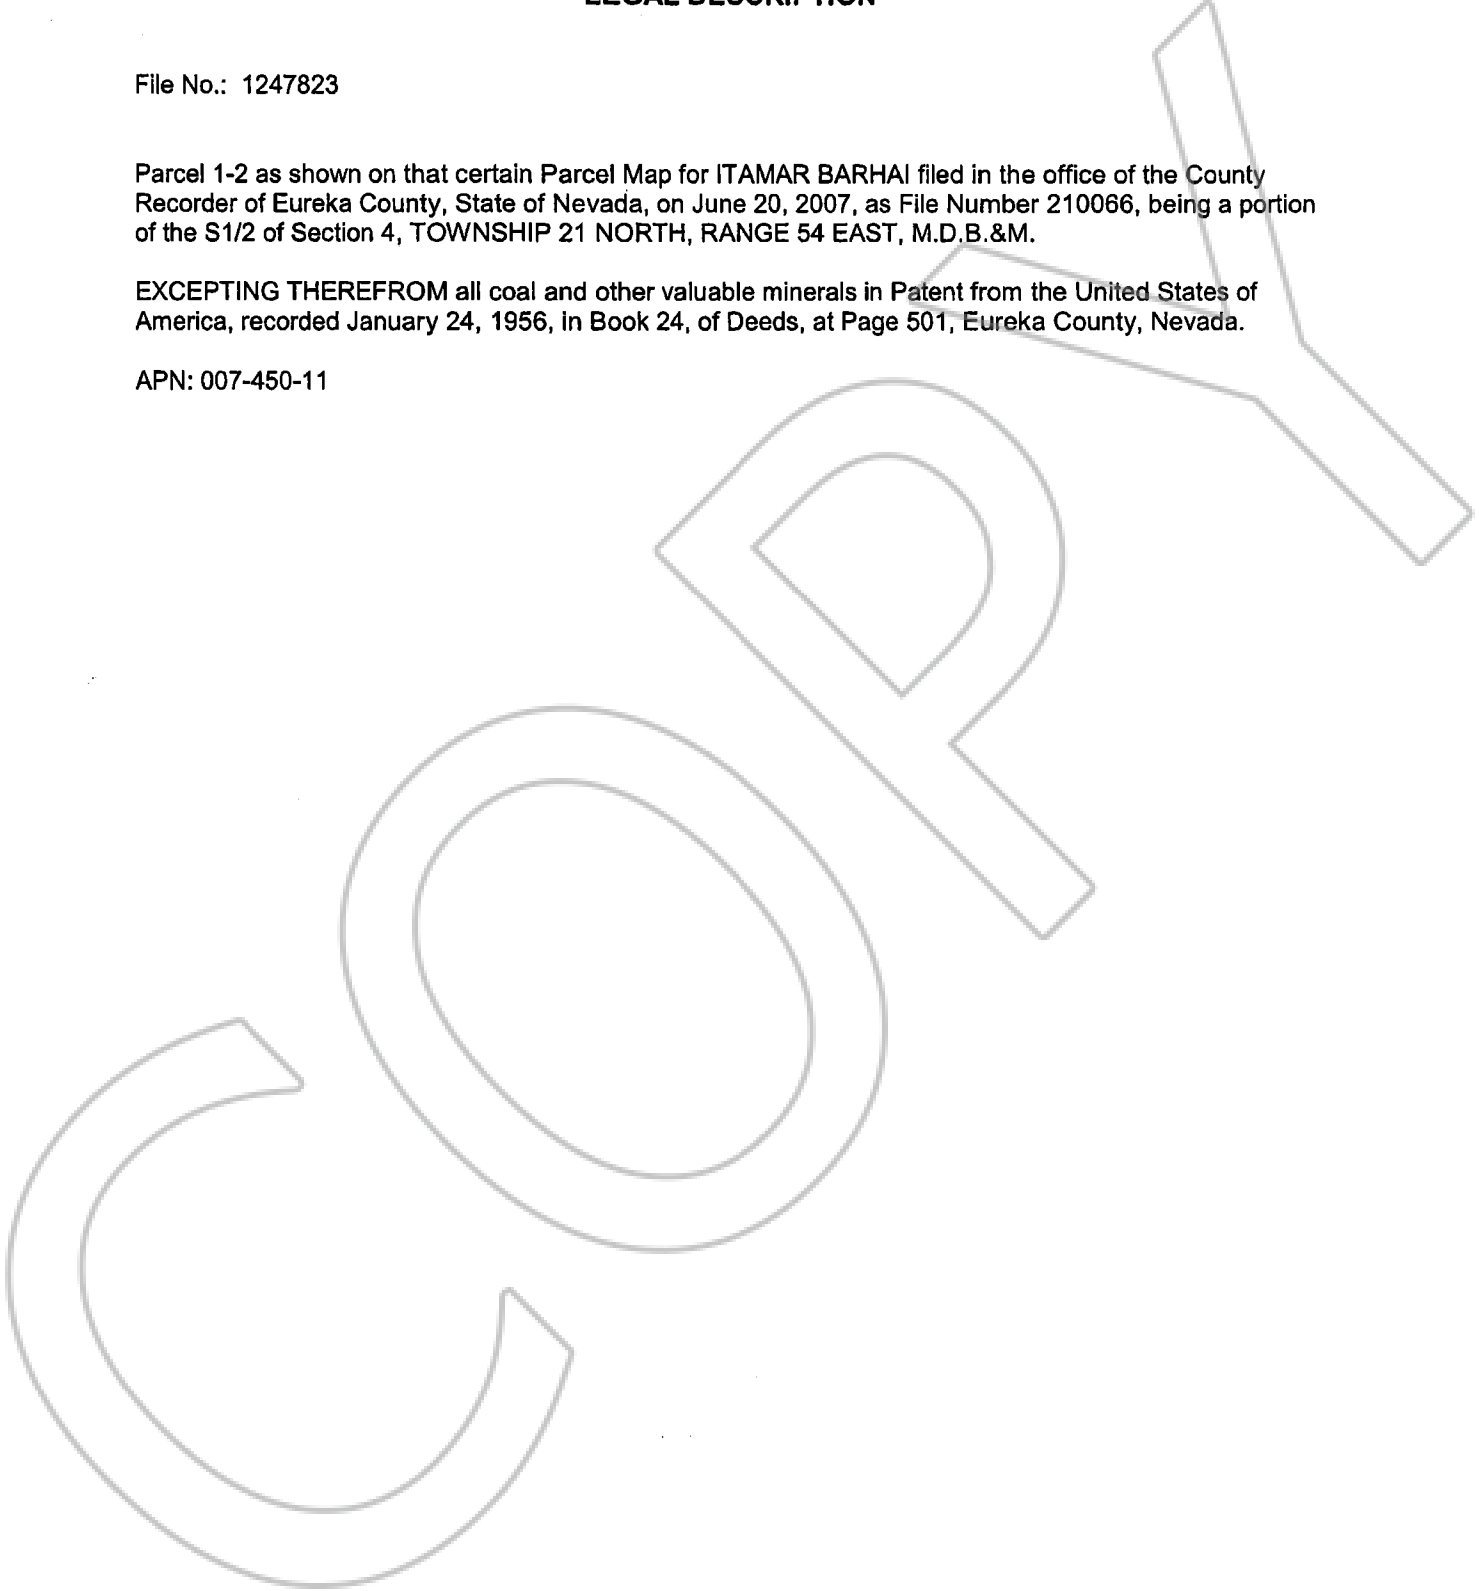 LEGAL DESCRIPTION
File No.: 1247823
Parcel 1-2 as shown on that certain Parcel Map for ITAMAR BARHAI filed in the office of the County
Recorder of Eureka County, State of Nevada, on June 20, 2007, as File Number 210066, being a portion
of the S1/2 of Section 4, TOWNSHIP 21 NORTH, RANGE 54 EAST, M.D.B.&M.
EXCEPTING THEREFROM all coal and other valuable minerals in Patent from the United States of
America, recorded January 24, 1956, in Book 24, of Deeds, at Page 501, Eureka County, Nevada.
APN: 007-450-11
COPY